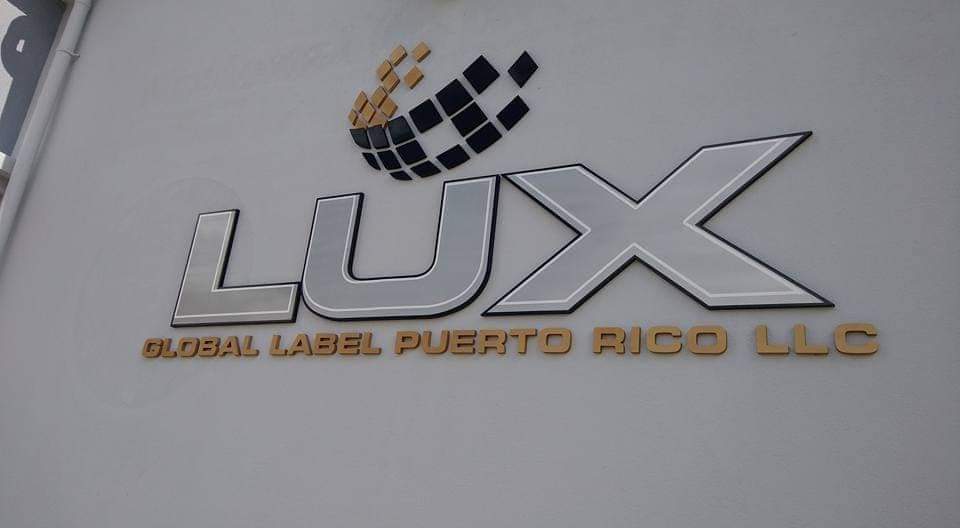 LUX
GLOBAL LABEL PUERTO RICO LLC